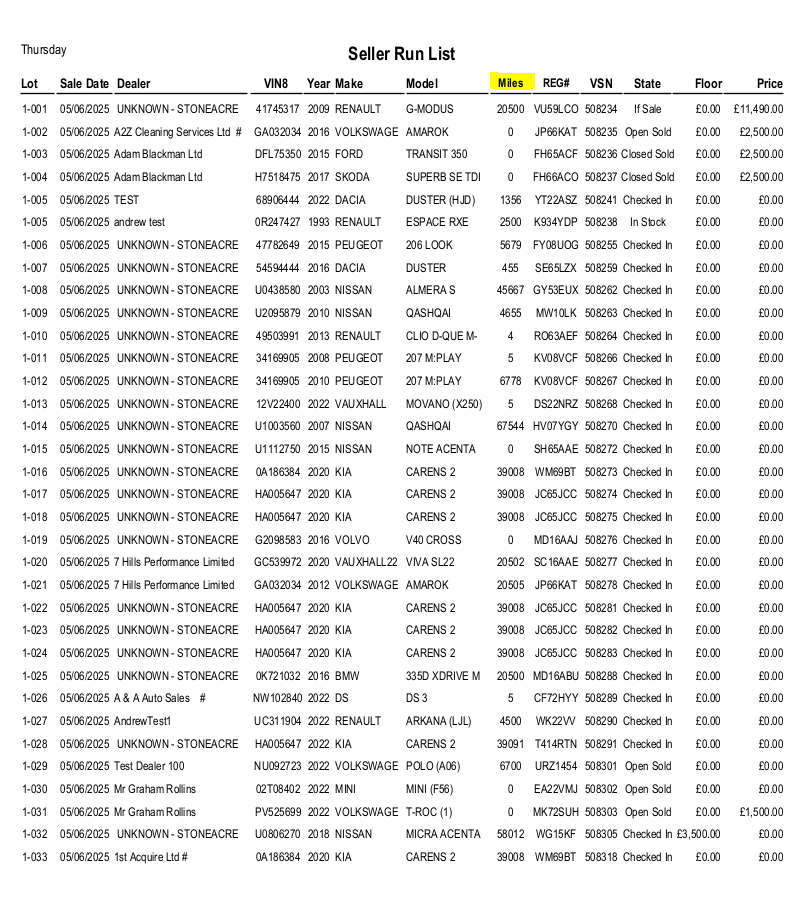 Thursday
Seller Run List
Lot Sale Date Dealer VIN8 Year Make Model Miles REG# VSN State Floor Price
1-001 05/06/2025 UNKNOWN - STONEACRE 41745317 2009 RENAULT G-MODUS 20500 VU59LCO 508234 If Sale £0.00 £11,490.00
1-002 05/06/2025 A2Z Cleaning Services Ltd # GA032034 2016 VOLKSWAGE AMAROK 0 JP66KAT 508235 Open Sold £0.00 £2,500.00
1-003 05/06/2025 Adam Blackman Ltd DFL75350 2015 FORD TRANSIT 350 0 FH65ACF 508236 Closed Sold £0.00 £2,500.00
1-004 05/06/2025 Adam Blackman Ltd H7518475 2017 SKODA SUPERB SE TDI 0 FH66ACO 508237 Closed Sold £0.00 £2,500.00
1-005 05/06/2025 TEST 68906444 2022 DACIA DUSTER (HJD) 1356 YT22ASZ 508241 Checked In £0.00 £0.00
1-005 05/06/2025 andrew test 0R247427 1993 RENAULT ESPACE RXE 2500 K934YDP 508238 In Stock £0.00 £0.00
1-006 05/06/2025 UNKNOWN - STONEACRE 47782649 2015 PEUGEOT 206 LOOK 5679 FY08UOG 508255 Checked In £0.00 £0.00
1-007 05/06/2025 UNKNOWN - STONEACRE 54594444 2016 DACIA DUSTER 455 SE65LZX 508259 Checked In £0.00 £0.00
1-008 05/06/2025 UNKNOWN - STONEACRE U0438580 2003 NISSAN ALMERA S 45667 GY53EUX 508262 Checked In £0.00 £0.00
1-009 05/06/2025 UNKNOWN - STONEACRE U2095879 2010 NISSAN QASHQAI 4655 MW10LK 508263 Checked In £0.00 £0.00
1-010 05/06/2025 UNKNOWN - STONEACRE 49503991 2013 RENAULT CLIO D-QUE M- 4 RO63AEF 508264 Checked In £0.00 £0.00
1-011 05/06/2025 UNKNOWN - STONEACRE 34169905 2008 PEUGEOT 207 M:PLAY 5 KV08VCF 508266 Checked In £0.00 £0.00
1-012 05/06/2025 UNKNOWN - STONEACRE 34169905 2010 PEUGEOT 207 M:PLAY 6778 KV08VCF 508267 Checked In £0.00 £0.00
1-013 05/06/2025 UNKNOWN - STONEACRE 12V22400 2022 VAUXHALL MOVANO (X250) 5 DS22NRZ 508268 Checked In £0.00 £0.00
1-014 05/06/2025 UNKNOWN - STONEACRE U1003560 2007 NISSAN QASHQAI 67544 HV07YGY 508270 Checked In £0.00 £0.00
1-015 05/06/2025 UNKNOWN - STONEACRE U1112750 2015 NISSAN NOTE ACENTA 0 SH65AAE 508272 Checked In £0.00 £0.00
1-016 05/06/2025 UNKNOWN - STONEACRE 0A186384 2020 KIA CARENS 2 39008 WM69BT 508273 Checked In £0.00 £0.00
1-017 05/06/2025 UNKNOWN - STONEACRE HA005647 2020 KIA CARENS 2 39008 JC65JCC 508274 Checked In £0.00 £0.00
1-018 05/06/2025 UNKNOWN - STONEACRE HA005647 2020 KIA CARENS 2 39008 JC65JCC 508275 Checked In £0.00 £0.00
1-019 05/06/2025 UNKNOWN - STONEACRE G2098583 2016 VOLVO V40 CROSS 0 MD16AAJ 508276 Checked In £0.00 £0.00
1-020 05/06/2025 7 Hills Performance Limited GC539972 2020 VAUXHALL22 VIVA SL22 20502 SC16AAE 508277 Checked In £0.00 £0.00
1-021 05/06/2025 7 Hills Performance Limited GA032034 2012 VOLKSWAGE AMAROK 20505 JP66KAT 508278 Checked In £0.00 £0.00
1-022 05/06/2025 UNKNOWN - STONEACRE HA005647 2020 KIA CARENS 2 39008 JC65JCC 508281 Checked In £0.00 £0.00
1-023 05/06/2025 UNKNOWN - STONEACRE HA005647 2020 KIA CARENS 2 39008 JC65JCC 508282 Checked In £0.00 £0.00
1-024 05/06/2025 UNKNOWN - STONEACRE HA005647 2020 KIA CARENS 2 39008 JC65JCC 508283 Checked In £0.00 £0.00
1-025 05/06/2025 UNKNOWN - STONEACRE 0K721032 2016 BMW 335D XDRIVE M 20500 MD16ABU 508288 Checked In £0.00 £0.00
1-026 05/06/2025 A & A Auto Sales # NW102840 2022 DS DS 3 5 CF72HYY 508289 Checked In £0.00 £0.00
1-027 05/06/2025 AndrewTest1 UC311904 2022 RENAULT ARKANA (LJL) 4500 WK22VV 508290 Checked In £0.00 £0.00
1-028 05/06/2025 UNKNOWN - STONEACRE HA005647 2022 KIA CARENS 2 39091 T414RTN 508291 Checked In £0.00 £0.00
1-029 05/06/2025 Test Dealer 100 NU092723 2022 VOLKSWAGE POLO (A06) 6700 URZ1454 508301 Open Sold £0.00 £0.00
1-030 05/06/2025 Mr Graham Rollins 02T08402 2022 MINI MINI (F56) 0 EA22VMJ 508302 Open Sold £0.00 £0.00
1-031 05/06/2025 Mr Graham Rollins PV525699 2022 VOLKSWAGE T-ROC (1) 0 MK72SUH 508303 Open Sold £0.00 £1,500.00
1-032 05/06/2025 UNKNOWN - STONEACRE U0806270 2018 NISSAN MICRA ACENTA 58012 WG15KF 508305 Checked In £3,500.00 £0.00
1-033 05/06/2025 1st Acquire Ltd # 0A186384 2020 KIA CARENS 2 39008 WM69BT 508318 Checked In £0.00 £0.00